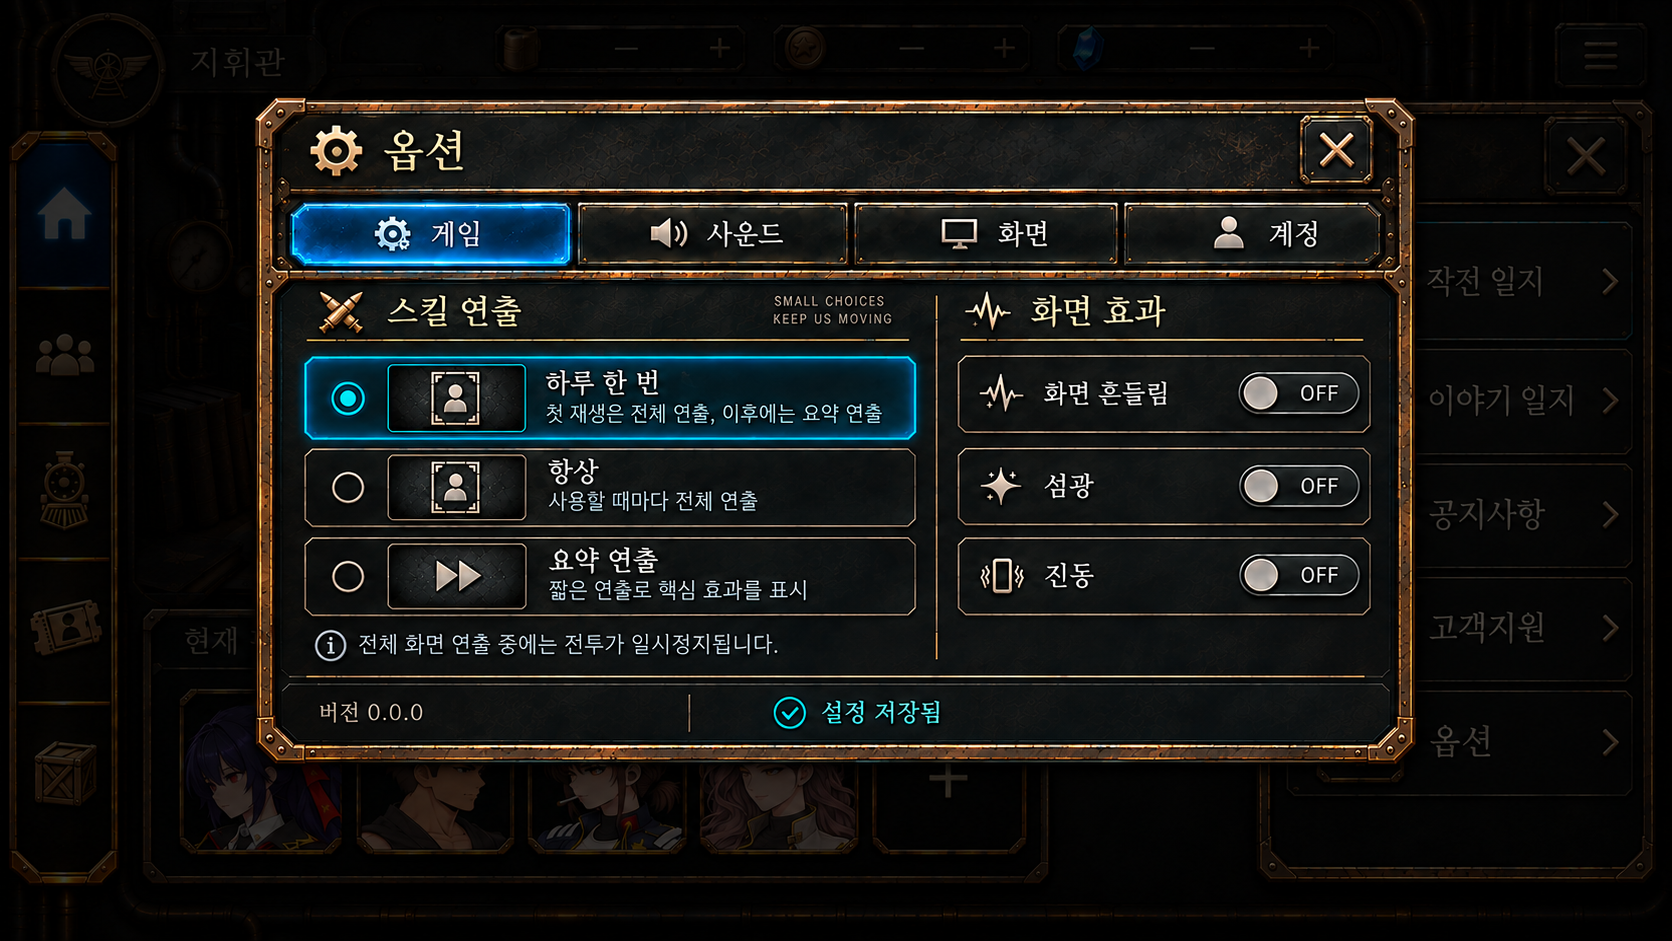 지휘관
옵션
게임
사운드
화면
계정
스킬 연출
SMALL CHOICES
KEEP US MOVING
하루 한 번
첫 재생은 전체 연출, 이후에는 요약 연출
항상
사용할 때마다 전체 연출
요약 연출
짧은 연출로 핵심 효과를 표시
전체 화면 연출 중에는 전투가 일시정지됩니다.
화면 효과
화면 흔들림
OFF
섬광
OFF
진동
OFF
버전 0.0.0
설정 저장됨
작전 일지
이야기 일지
공지사항
고객지원
옵션
현재